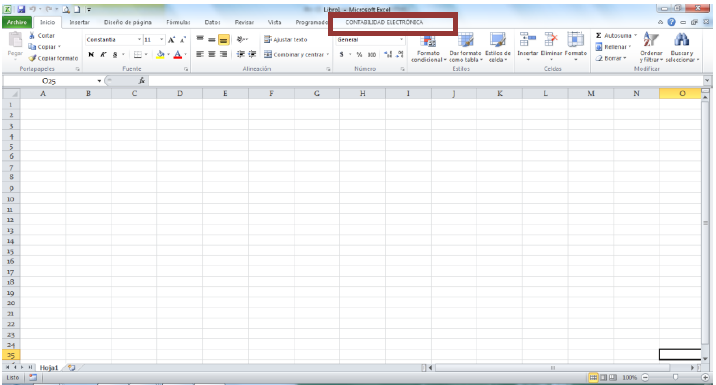 Libro1 - Microsoft Excel
Archivo Inicio Insertar Diseño de página Fórmulas Datos Revisar Vista Programador CONTABILIDAD ELECTRÓNICA
Cortar Constantia 11 A A Ajustar texto General Σ Autosuma
Pegar Copiar Rellenar
Copiar formato N K S Combinar y centrar $ % 000 Formato condicional Dar formato como tabla Estilos de celda Insertar Eliminar Formato Borrar Ordenar y filtrar Buscar y seleccionar
Portapapeles Fuente Alineación Número Estilos Celdas Modificar
O25 fx
A B C D E F G H I J K L M N O
1
2
3
4
5
6
7
8
9
10
11
12
13
14
15
16
17
18
19
20
21
22
23
24
25
Hoja1
Listo 100%